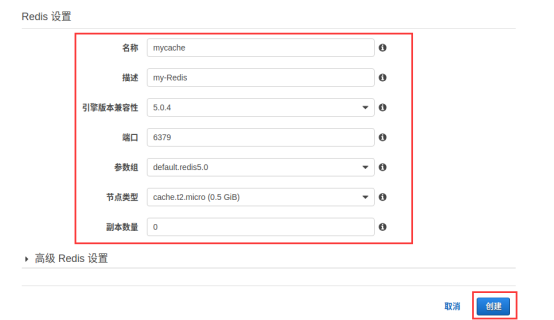 Redis 设置
名称 mycache
描述 my-Redis
引擎版本兼容性 5.0.4
端口 6379
参数组 default.redis5.0
节点类型 cache.t2.micro (0.5 GiB)
副本数量 0
高级 Redis 设置
取消 创建